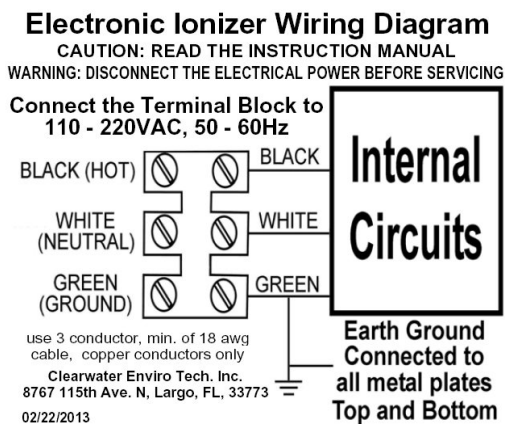 Electronic Ionizer Wiring Diagram
CAUTION: READ THE INSTRUCTION MANUAL
WARNING: DISCONNECT THE ELECTRICAL POWER BEFORE SERVICING
Connect the Terminal Block to
110 - 220VAC, 50 - 60Hz
BLACK (HOT)
BLACK
WHITE
(NEUTRAL)
WHITE
GREEN
(GROUND)
GREEN
Internal
Circuits
use 3 conductor, min. of 18 awg
cable, copper conductors only
Earth Ground
Connected to
all metal plates
Top and Bottom
Clearwater Enviro Tech. Inc.
8767 115th Ave. N, Largo, FL, 33773
02/22/2013